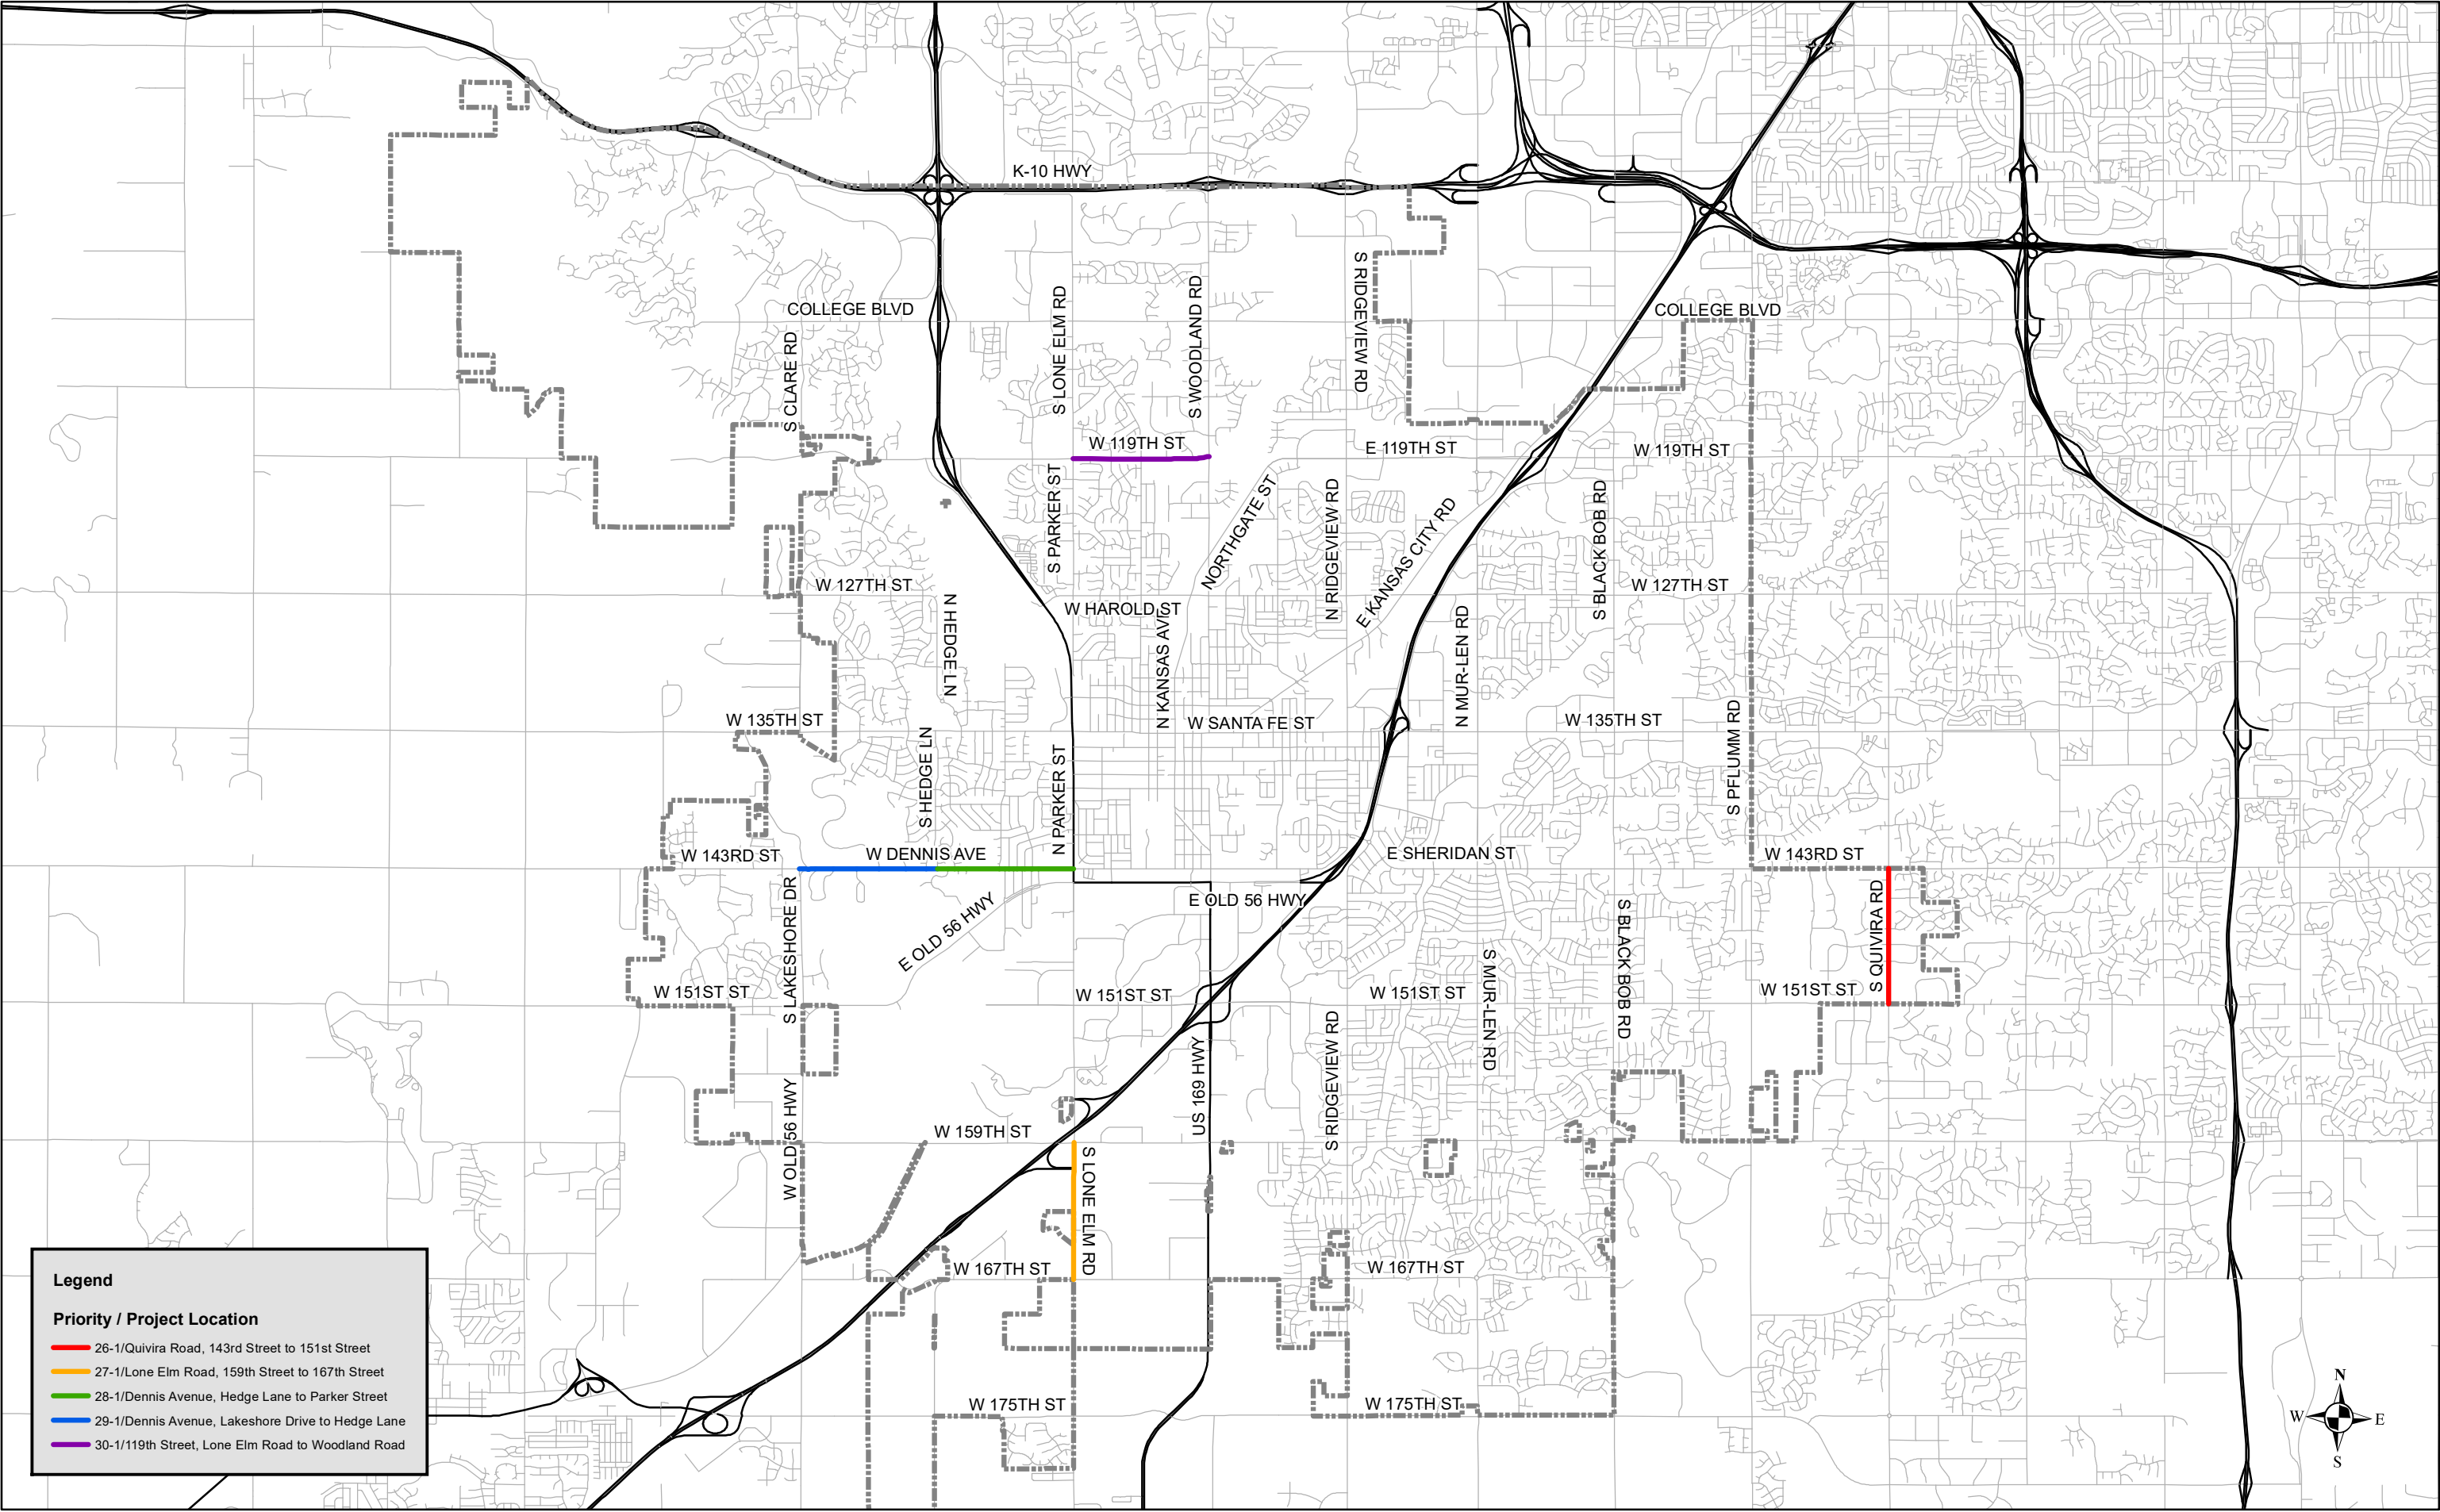 K-10 HWY
COLLEGE BLVD
COLLEGE BLVD
S CLARE RD
S LONE ELM RD
S WOODLAND RD
S RIDGEVIEW RD
W 119TH ST
E 119TH ST
W 119TH ST
S PARKER ST
NORTHGATE ST
N RIDGEVIEW RD
E KANSAS CITY RD
S BLACK BOB RD
W 127TH ST
W 127TH ST
N HEDGE LN
W HAROLD ST
N KANSAS AVE
N MUR-LEN RD
W 135TH ST
W SANTA FE ST
W 135TH ST
S HEDGE LN
N PARKER ST
S PFLUMM RD
W 143RD ST
W DENNIS AVE
E SHERIDAN ST
W 143RD ST
S LAKESHORE DR
E OLD 56 HWY
E OLD 56 HWY
S BLACK BOB RD
S QUIVIRA RD
W 151ST ST
W 151ST ST
W 151ST ST
W 151ST ST
S MUR-LEN RD
S RIDGEVIEW RD
US 169 HWY
W OLD 56 HWY
W 159TH ST
S LONE ELM RD
W 167TH ST
W 167TH ST
W 175TH ST
W 175TH ST
Legend
Priority / Project Location
26-1/Quivira Road, 143rd Street to 151st Street
27-1/Lone Elm Road, 159th Street to 167th Street
28-1/Dennis Avenue, Hedge Lane to Parker Street
29-1/Dennis Avenue, Lakeshore Drive to Hedge Lane
30-1/119th Street, Lone Elm Road to Woodland Road
N
W
E
S